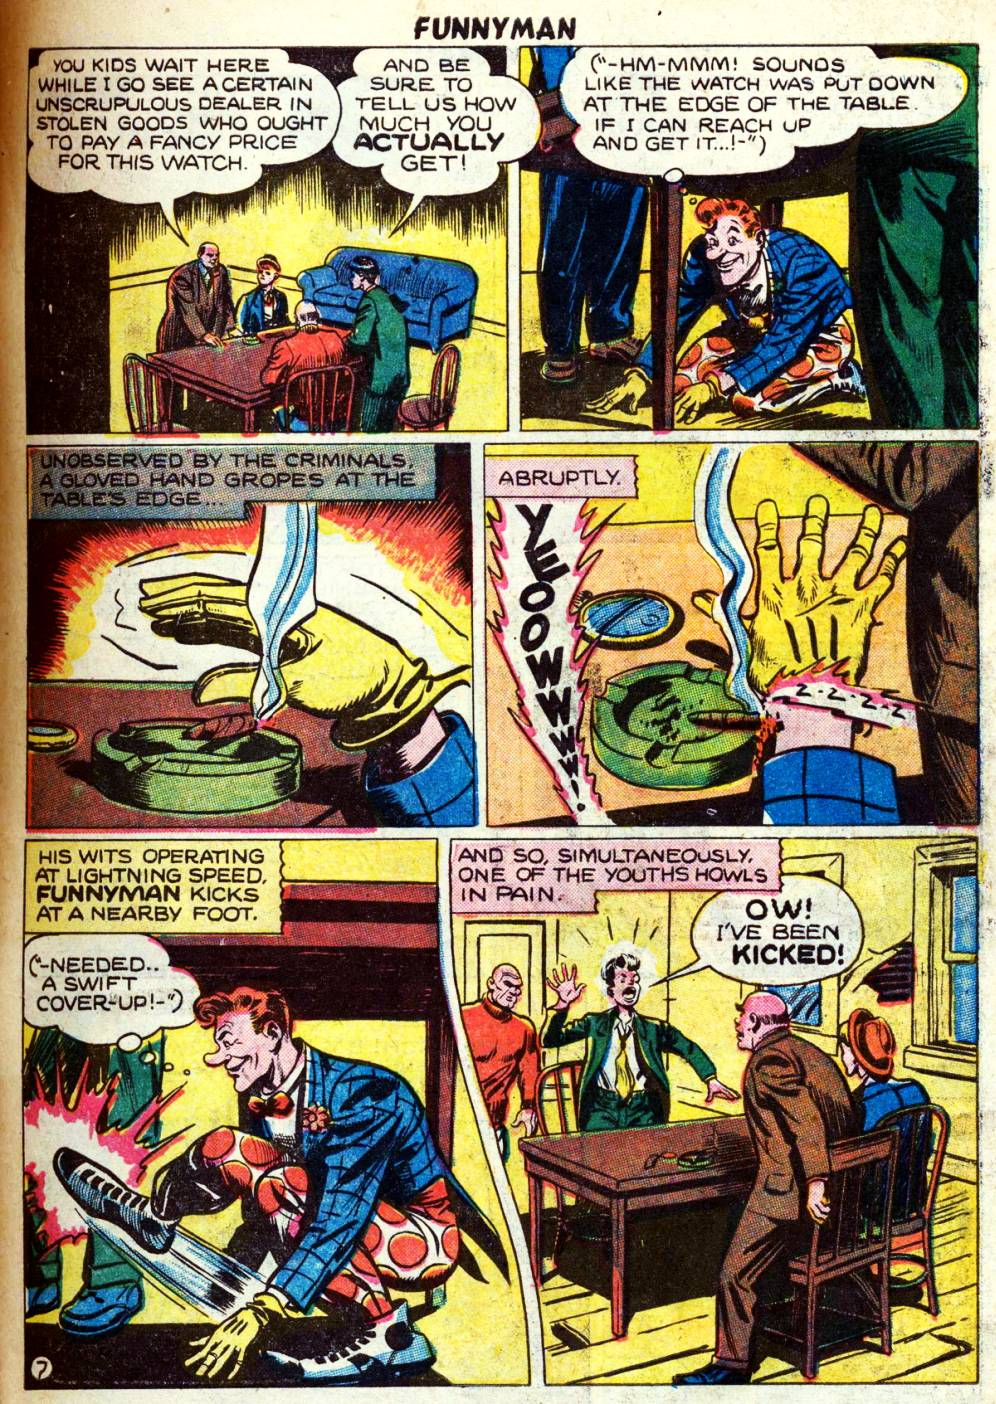 FUNNYMAN
YOU KIDS WAIT HERE
WHILE I GO SEE A CERTAIN
UNSCRUPULOUS DEALER IN
STOLEN GOODS WHO OUGHT
TO PAY A FANCY PRICE
FOR THIS WATCH.
AND BE
SURE TO
TELL US HOW
MUCH YOU
ACTUALLY
GET!
("-HM-MMM! SOUNDS
LIKE THE WATCH WAS PUT DOWN
AT THE EDGE OF THE TABLE.
IF I CAN REACH UP
AND GET IT...!-")
UNOBSERVED BY THE CRIMINALS,
A GLOVED HAND GROPES AT THE
TABLE'S EDGE....
ABRUPTLY.
YEOOWWWWW!
Z-Z-Z-Z
HIS WITS OPERATING
AT LIGHTNING SPEED,
FUNNYMAN KICKS
AT A NEARBY FOOT.
("-NEEDED..
A SWIFT
COVER-UP!-")
AND SO, SIMULTANEOUSLY,
ONE OF THE YOUTHS HOWLS
IN PAIN.
OW!
I'VE BEEN
KICKED!
7